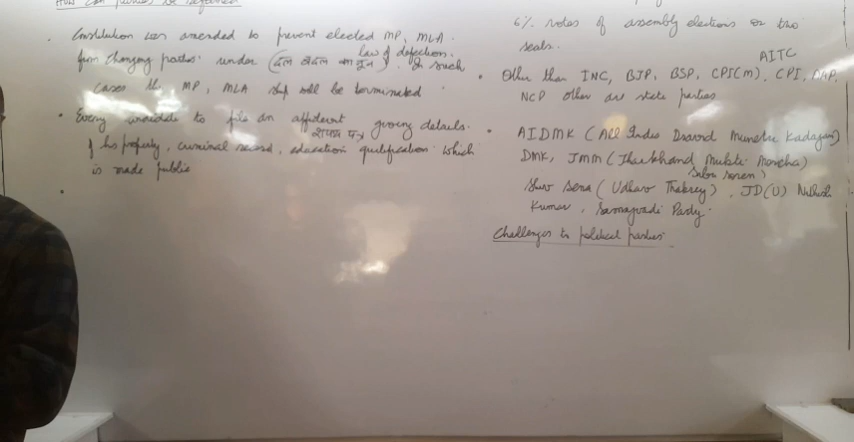 How can parties be reformed
• Constitution was amended to prevent elected MP, MLA.
from changing parties under (दल बदल कानून) law of defection. In such
cases the MP, MLA ship will be terminated
• Every candidate to file an affidavit शपथ पत्र giving details
of his property, criminal record, education qualification which
is made public
•
6% votes of assembly elections or two
seats.
AITC
• Other than INC, BJP, BSP, CPI(M), CPI,
NCP other are state parties
• AIDMK (All India Dravid Munetra Kadagam)
DMK, JMM (Jharkhand Mukti Morcha)
Shibu Soren)
Shiv Sena (Udhav Thakrey), JD(U) Nitish
Kumar, Samajwadi Party.
Challenges to political parties